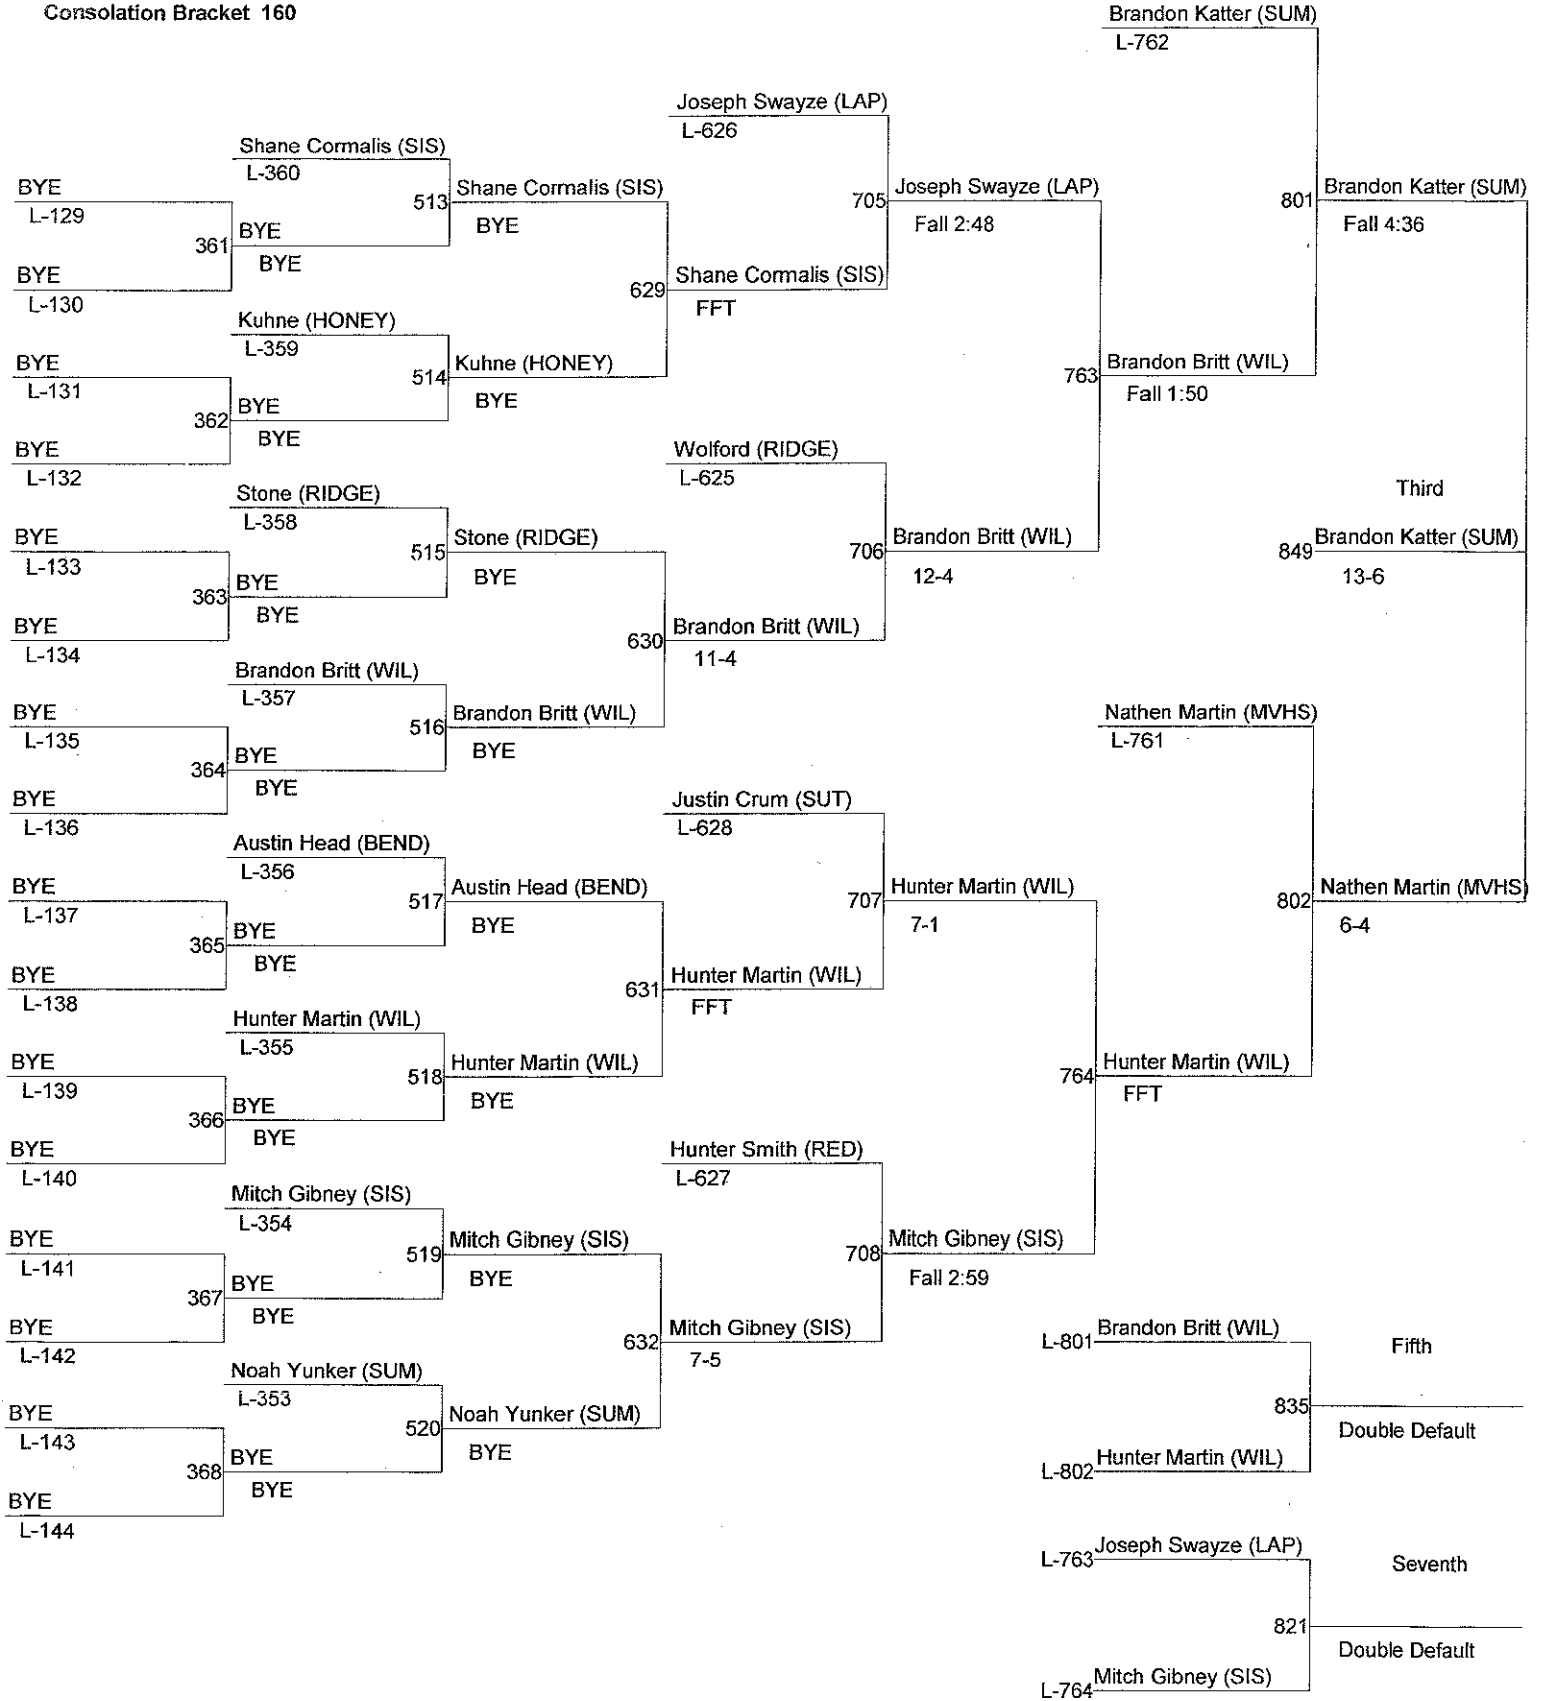 Consolation Bracket 160
Brandon Katter (SUM)
L-762
Joseph Swayze (LAP)
L-626
Shane Cormalis (SIS)
L-360
BYE
L-129
513
Shane Cormalis (SIS)
BYE
705
Joseph Swayze (LAP)
Fall 2:48
801
Brandon Katter (SUM)
Fall 4:36
361
BYE
BYE
BYE
L-130
629
Shane Cormalis (SIS)
FFT
Kuhne (HONEY)
L-359
BYE
L-131
514
Kuhne (HONEY)
BYE
763
Brandon Britt (WIL)
Fall 1:50
362
BYE
BYE
BYE
L-132
Wolford (RIDGE)
L-625
Stone (RIDGE)
L-358
Third
BYE
L-133
515
Stone (RIDGE)
BYE
706
Brandon Britt (WIL)
12-4
849
Brandon Katter (SUM)
13-6
363
BYE
BYE
BYE
L-134
630
Brandon Britt (WIL)
11-4
Brandon Britt (WIL)
L-357
BYE
L-135
516
Brandon Britt (WIL)
BYE
Nathen Martin (MVHS)
L-761
364
BYE
BYE
BYE
L-136
Justin Crum (SUT)
L-628
Austin Head (BEND)
L-356
BYE
L-137
517
Austin Head (BEND)
BYE
707
Hunter Martin (WIL)
7-1
802
Nathen Martin (MVHS)
6-4
365
BYE
BYE
BYE
L-138
631
Hunter Martin (WIL)
FFT
Hunter Martin (WIL)
L-355
BYE
L-139
518
Hunter Martin (WIL)
BYE
764
Hunter Martin (WIL)
FFT
366
BYE
BYE
BYE
L-140
Hunter Smith (RED)
L-627
Mitch Gibney (SIS)
L-354
BYE
L-141
519
Mitch Gibney (SIS)
BYE
708
Mitch Gibney (SIS)
Fall 2:59
367
BYE
BYE
BYE
L-142
632
Mitch Gibney (SIS)
7-5
L-801
Brandon Britt (WIL)
Fifth
Noah Yunker (SUM)
L-353
BYE
L-143
520
Noah Yunker (SUM)
BYE
835
Double Default
368
BYE
BYE
L-802
Hunter Martin (WIL)
BYE
L-144
L-763
Joseph Swayze (LAP)
Seventh
821
Double Default
L-764
Mitch Gibney (SIS)